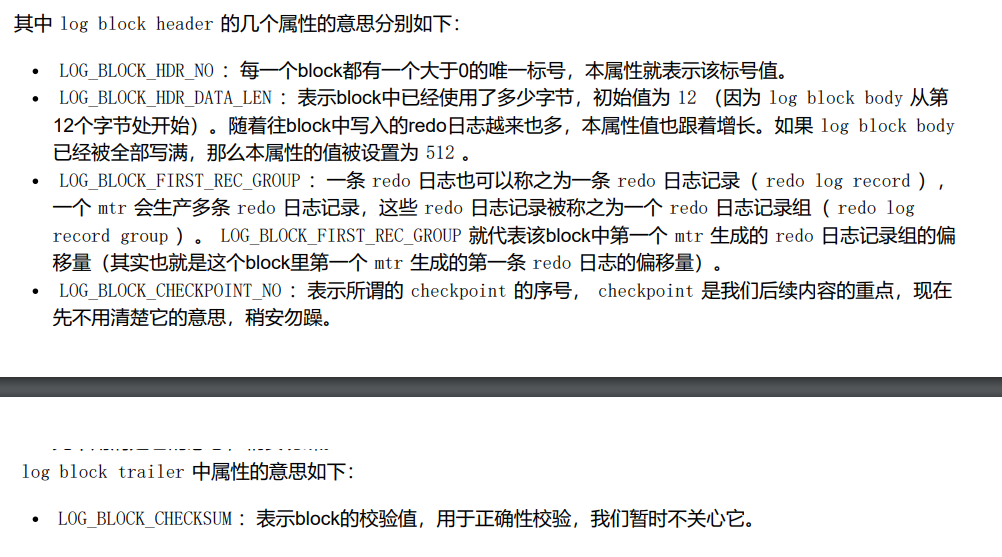 其中 log block header 的几个属性的意思分别如下：
• LOG_BLOCK_HDR_NO ：每一个block都有一个大于0的唯一标号，本属性就表示该标号值。
• LOG_BLOCK_HDR_DATA_LEN ：表示block中已经使用了多少字节，初始值为 12 （因为 log block body 从第
12个字节处开始）。随着往block中写入的redo日志越来也多，本属性值也跟着增长。如果 log block body
已经被全部写满，那么本属性的值被设置为 512 。
• LOG_BLOCK_FIRST_REC_GROUP ：一条 redo 日志也可以称之为一条 redo 日志记录（ redo log record ），
一个 mtr 会生产多条 redo 日志记录，这些 redo 日志记录被称之为一个 redo 日志记录组（ redo log
record group ）。 LOG_BLOCK_FIRST_REC_GROUP 就代表该block中第一个 mtr 生成的 redo 日志记录组的偏
移量（其实也就是这个block里第一个 mtr 生成的第一条 redo 日志的偏移量）。
• LOG_BLOCK_CHECKPOINT_NO ：表示所谓的 checkpoint 的序号， checkpoint 是我们后续内容的重点，现在
先不用清楚它的意思，稍安勿躁。
log block trailer 中属性的意思如下：
• LOG_BLOCK_CHECKSUM ：表示block的校验值，用于正确性校验，我们暂时不关心它。